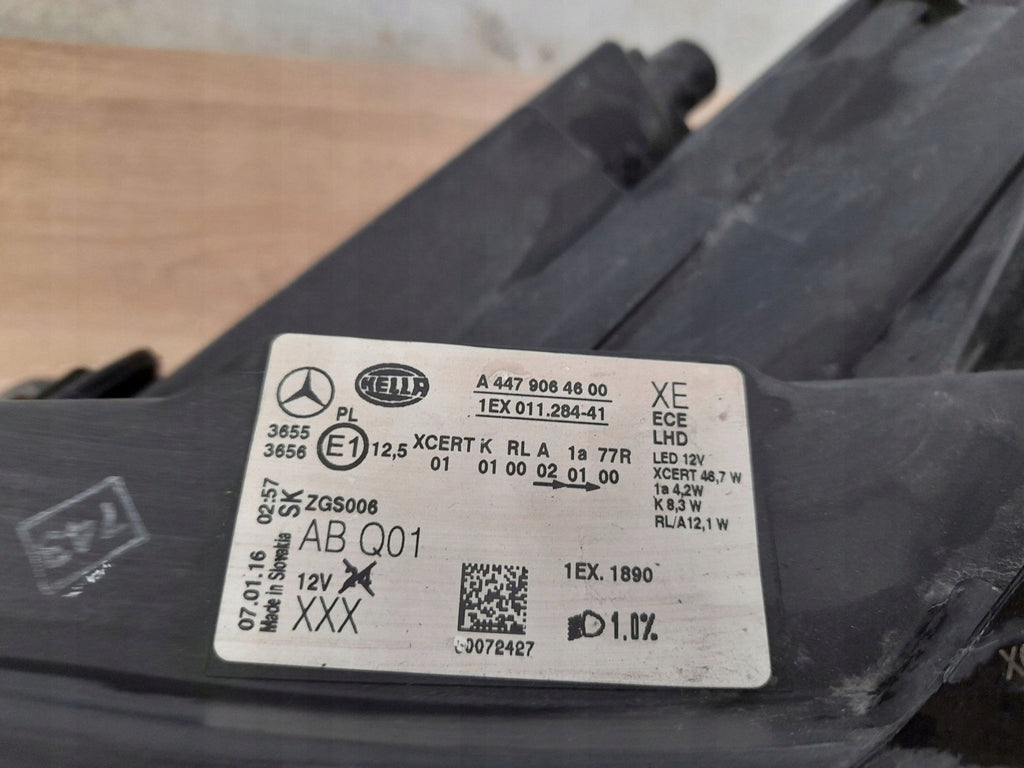 HELLA
A 447 906 46 00
1EX 011.284-41
XE
ECE
LHD
LED 12V
XCERT 46,7 W
1a 4,2W
K 8,3 W
RL/A12,1 W
PL
3655
3656
E1
12,5
XCERT K RL A 1a 77R
01 01 00 02 01 00
07.01.16 02:57
Made in Slovakia SK
ZGS006
AB Q01
12V
XXX
0072427
1EX. 1890
1.0%